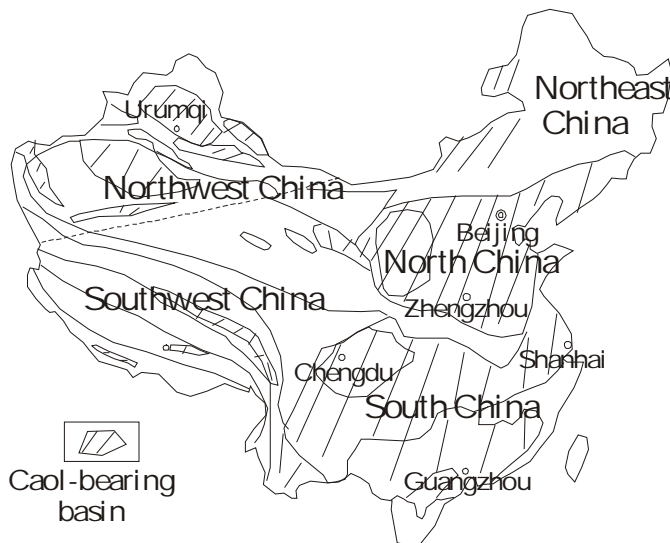 Northeast
China
Urumqi
Northwest China
Beijing
North China
Southwest China
Zhengzhou
Shanhai
Chengdu
South China
Guangzhou
Caol-bearing
basin